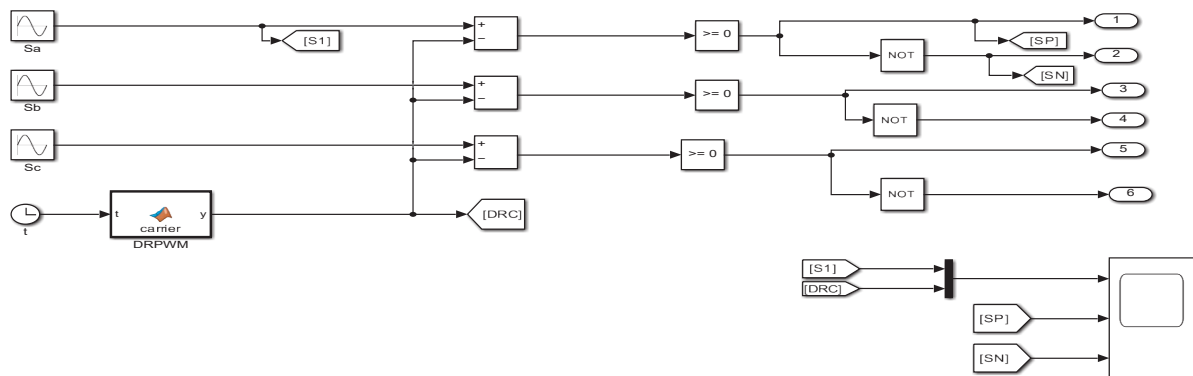 Sa
[S1]
+
−
>= 0
1
[SP]
NOT
2
[SN]
Sb
+
−
>= 0
3
NOT
4
Sc
+
−
>= 0
5
NOT
6
t
t
y
carrier
DRPWM
[DRC]
[S1]
[DRC]
[SP]
[SN]